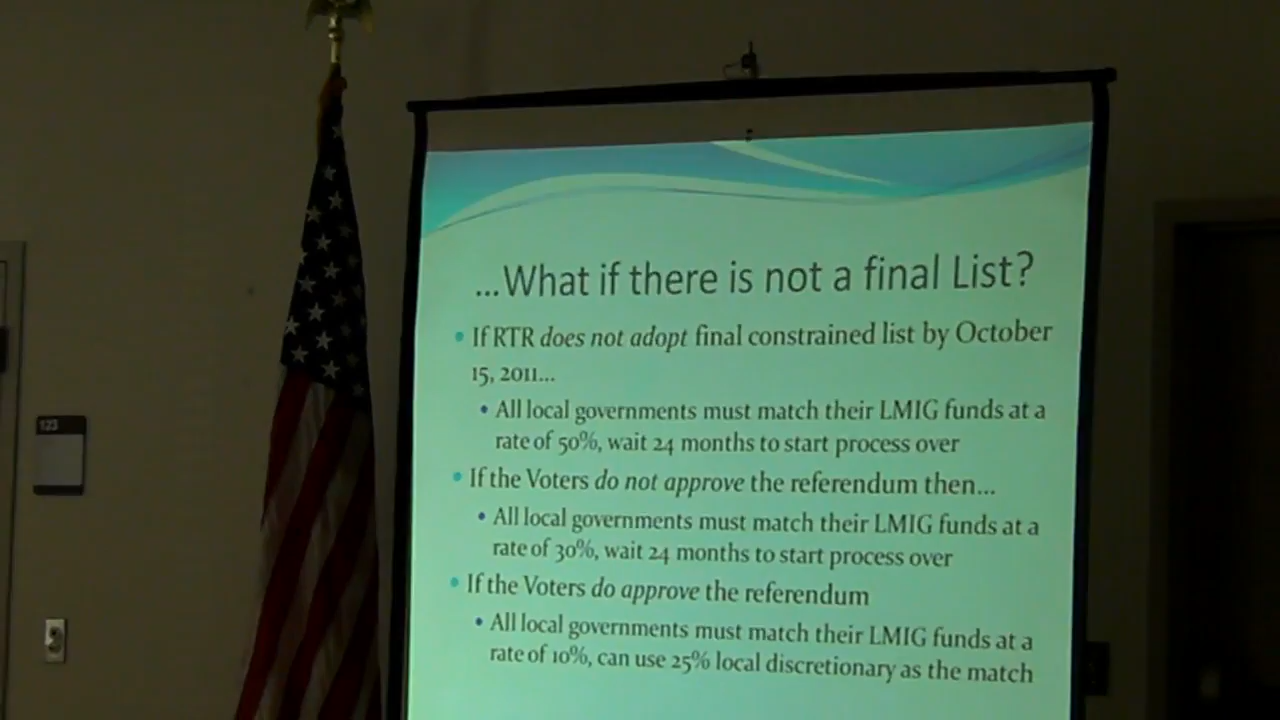 123
...What if there is not a final List?
• If RTR does not adopt final constrained list by October
15, 2011...
• All local governments must match their LMIG funds at a
rate of 50%, wait 24 months to start process over
• If the Voters do not approve the referendum then...
• All local governments must match their LMIG funds at a
rate of 30%, wait 24 months to start process over
• If the Voters do approve the referendum
• All local governments must match their LMIG funds at a
rate of 10%, can use 25% local discretionary as the match